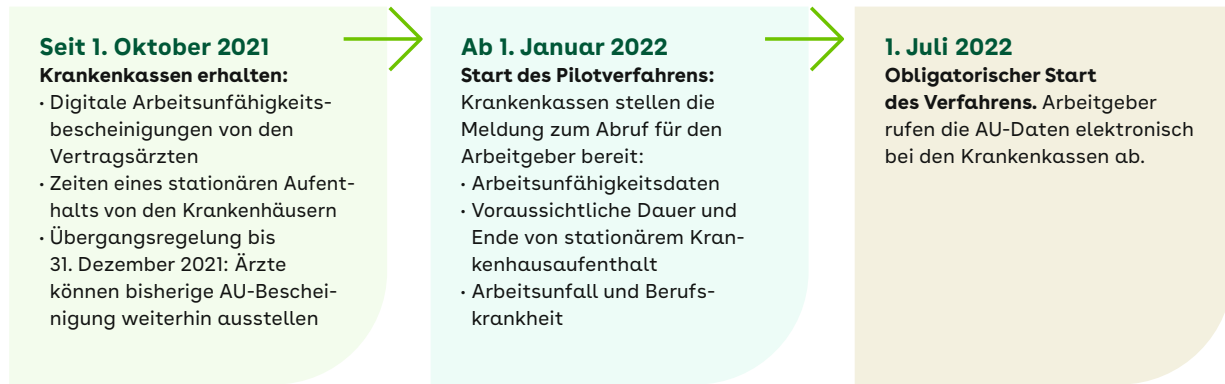 Seit 1. Oktober 2021
Krankenkassen erhalten:
· Digitale Arbeitsunfähigkeits-
bescheinigungen von den
Vertragsärzten
· Zeiten eines stationären Aufent-
halts von den Krankenhäusern
· Übergangsregelung bis
31. Dezember 2021: Ärzte
können bisherige AU-Beschei-
nigung weiterhin ausstellen
Ab 1. Januar 2022
Start des Pilotverfahrens:
Krankenkassen stellen die
Meldung zum Abruf für den
Arbeitgeber bereit:
· Arbeitsunfähigkeitsdaten
· Voraussichtliche Dauer und
Ende von stationärem Kran-
kenhausaufenthalt
· Arbeitsunfall und Berufs-
krankheit
1. Juli 2022
Obligatorischer Start
des Verfahrens. Arbeitgeber
rufen die AU-Daten elektronisch
bei den Krankenkassen ab.